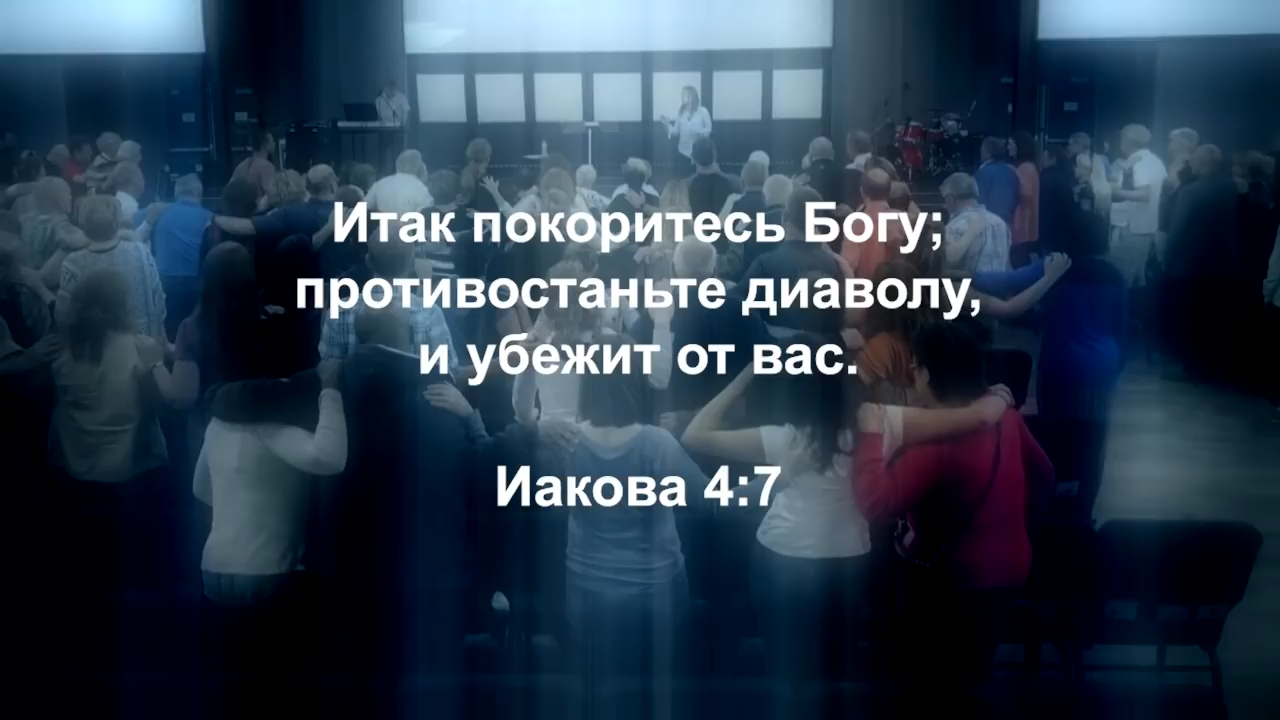 Итак покоритесь Богу;
противостаньте диаволу,
и убежит от вас.
Иакова 4:7